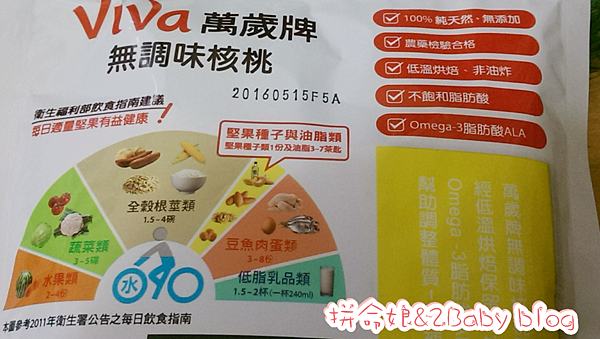 Viva 萬歲牌
無調味核桃
20160515F5A
100% 純天然、無添加
農藥檢驗合格
低溫烘焙、非油炸
不飽和脂肪酸
Omega-3脂肪酸ALA
衛生福利部飲食指南建議
每日適量堅果有益健康！
堅果種子與油脂類
堅果種子類1份及油脂3-7茶匙
全穀根莖類
1.5-4碗
蔬菜類
3-5碟
豆魚肉蛋類
3-8份
水果類
2-4份
水
低脂乳品類
1.5-2杯(一杯240ml)
本圖參考2011年衛生署公告之每日飲食指南
萬歲牌無調味
經低溫烘焙保留
Omega-3脂肪
幫助調整體質
拼命娘&2Baby blog